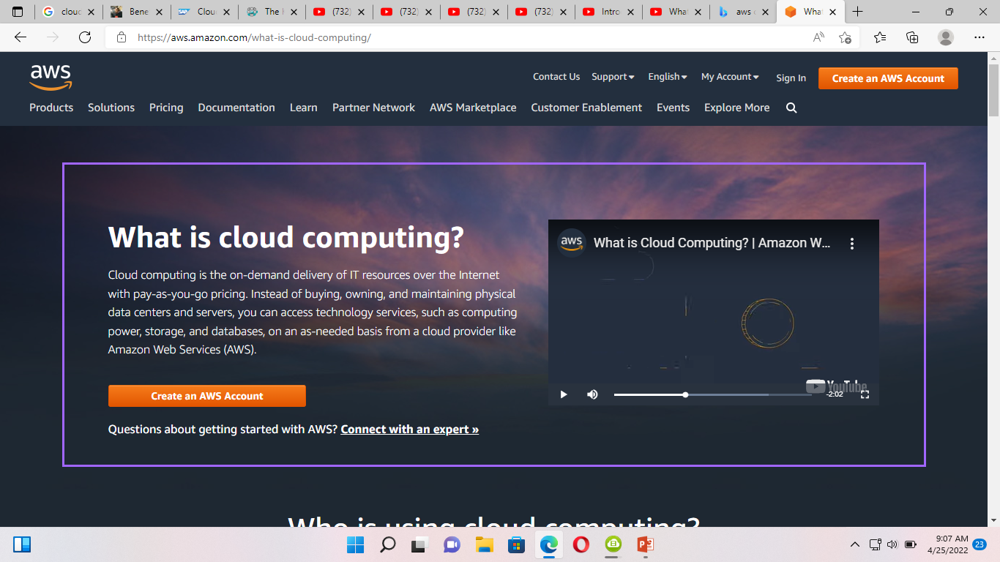 cloud
Bene
Clou
The
(732)
(732)
(732)
(732)
Intro
What
aws
What
https://aws.amazon.com/what-is-cloud-computing/
aws
Contact Us Support English My Account Sign In Create an AWS Account
Products Solutions Pricing Documentation Learn Partner Network AWS Marketplace Customer Enablement Events Explore More
What is cloud computing?
Cloud computing is the on-demand delivery of IT resources over the Internet
with pay-as-you-go pricing. Instead of buying, owning, and maintaining physical
data centers and servers, you can access technology services, such as computing
power, storage, and databases, on an as-needed basis from a cloud provider like
Amazon Web Services (AWS).
Create an AWS Account
Questions about getting started with AWS? Connect with an expert »
aws What is Cloud Computing? | Amazon W...
YouTube
-2:02
Who is using cloud computing?
9:07 AM
4/25/2022
23